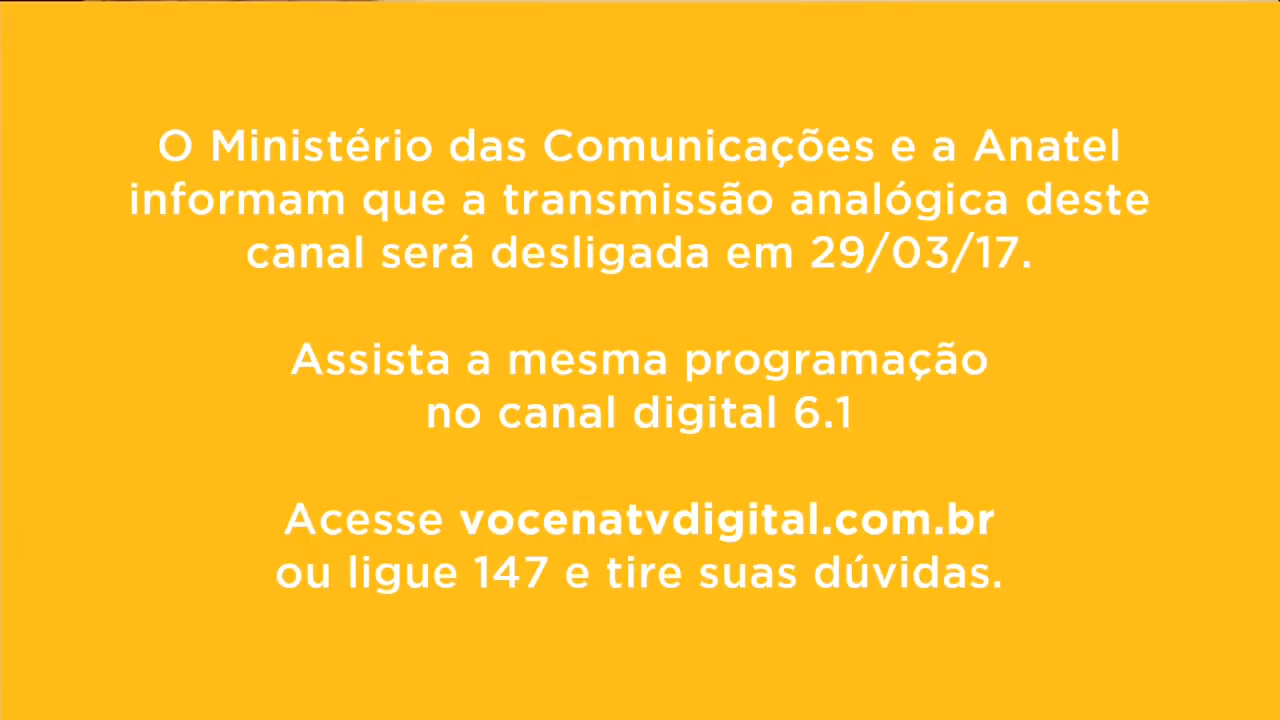 O Ministério das Comunicações e a Anatel
informam que a transmissão analógica deste
canal será desligada em 29/03/17.
Assista a mesma programação
no canal digital 6.1
Acesse vocenatvdigital.com.br
ou ligue 147 e tire suas dúvidas.